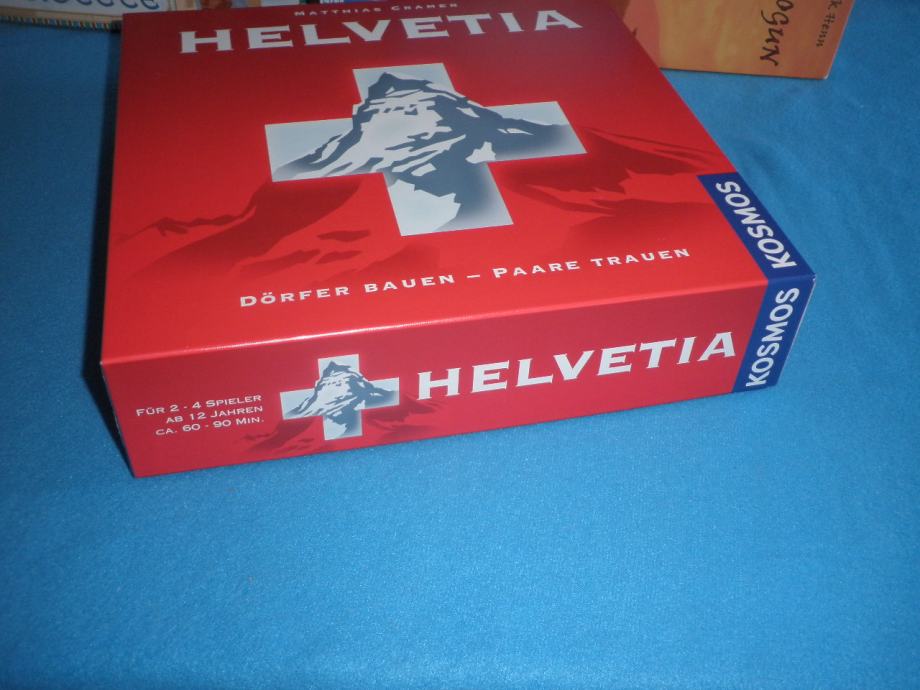 MATTHIAS CRAMER
HELVETIA
DÖRFER BAUEN – PAARE TRAUEN
KOSMOS
FÜR 2 - 4 SPIELER
AB 12 JAHREN
CA. 60 - 90 MIN.
HELVETIA
KOSMOS